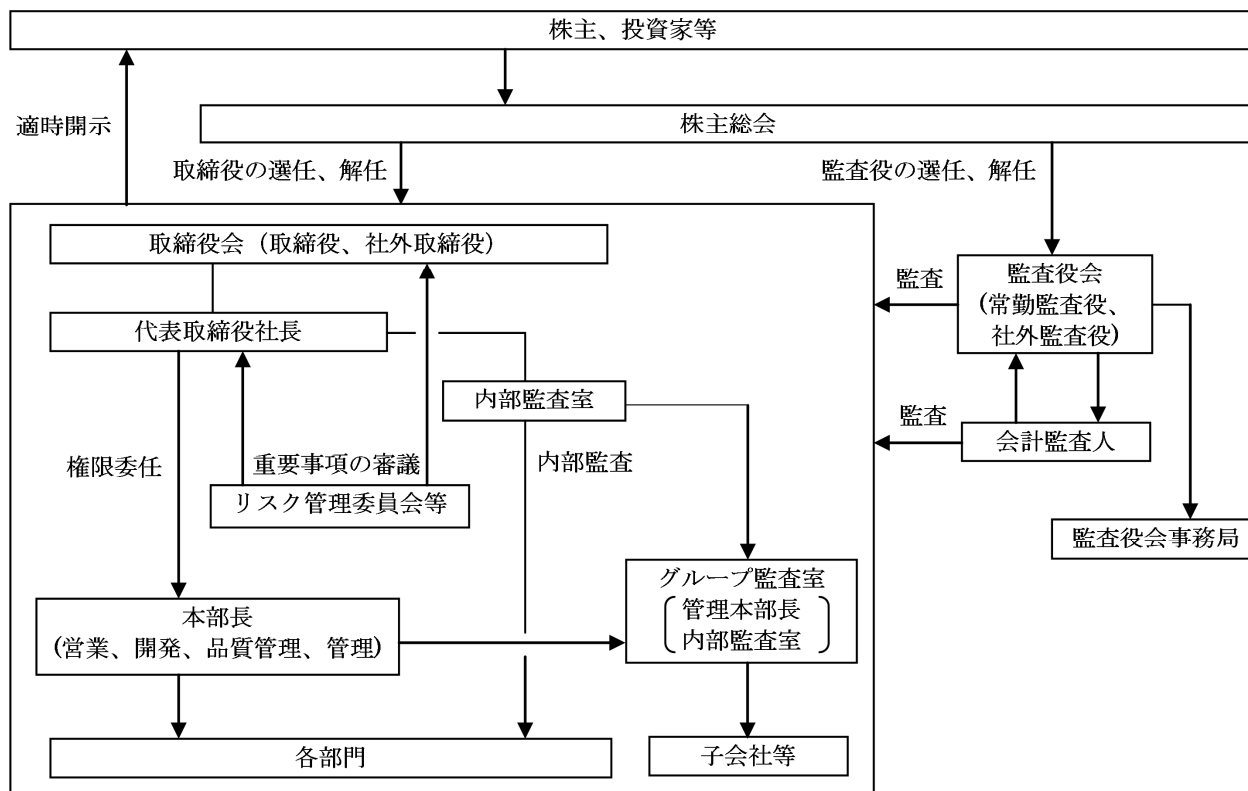 株主、投資家等
適時開示
株主総会
取締役の選任、解任
監査役の選任、解任
取締役会（取締役、社外取締役）
監査
監査役会
(常勤監査役、
社外監査役)
代表取締役社長
内部監査室
監査
会計監査人
権限委任
重要事項の審議
内部監査
リスク管理委員会等
監査役会事務局
グループ監査室
管理本部長
内部監査室
本部長
(営業、開発、品質管理、管理)
各部門
子会社等